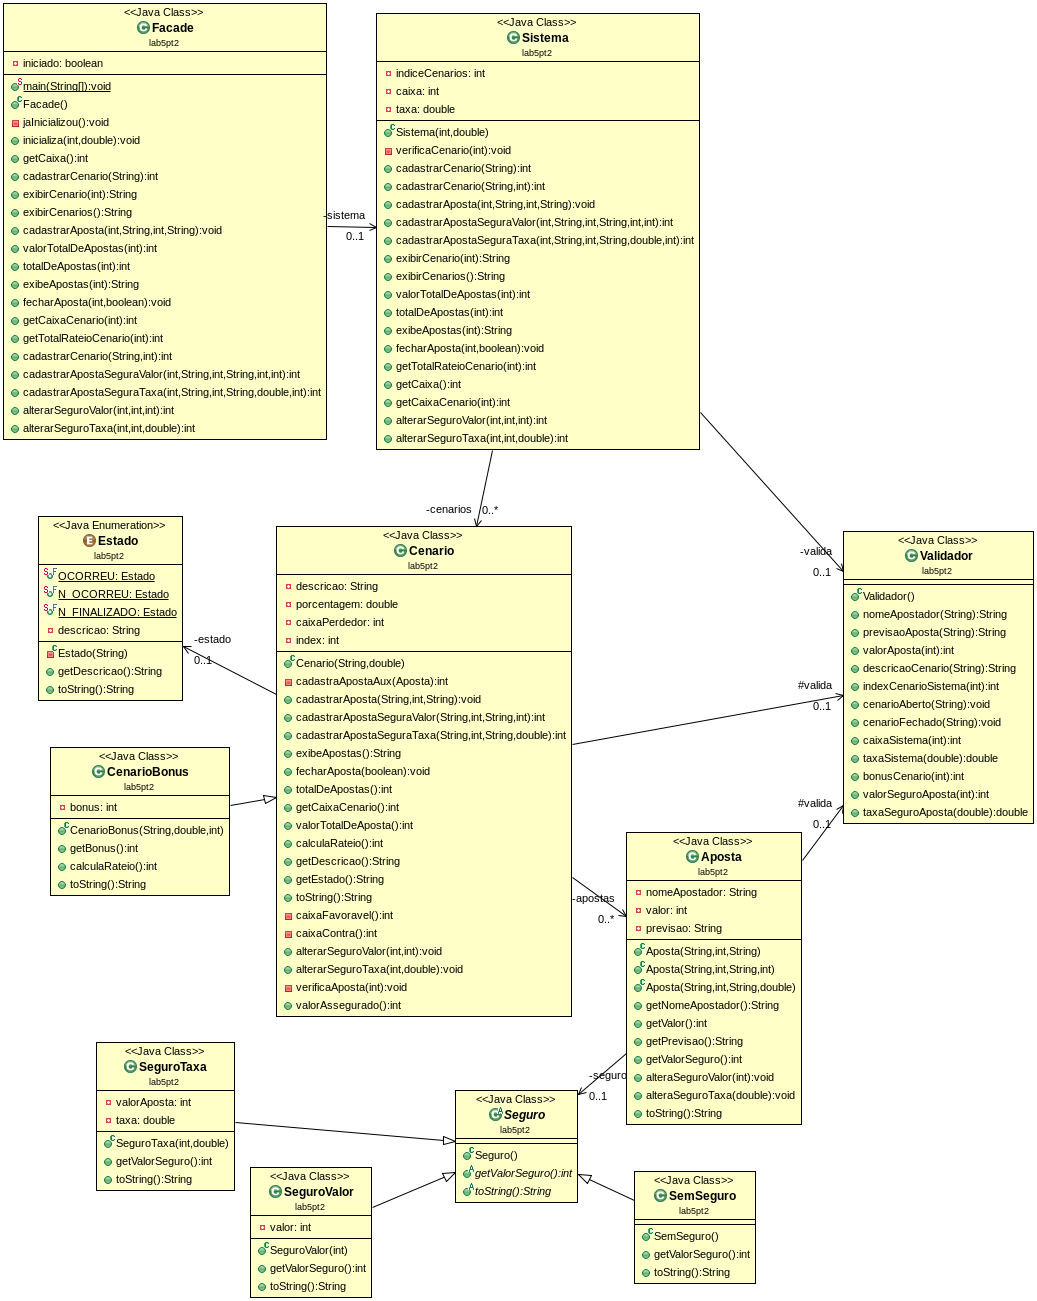 <<Java Class>>
Facade
lab5pt2
iniciado: boolean
main(String[]):void
Facade()
jaInicializou():void
inicializa(int,double):void
getCaixa():int
cadastrarCenario(String):int
exibirCenario(int):String
exibirCenarios():String
cadastrarAposta(int,String,int,String):void
valorTotalDeApostas(int):int
totalDeApostas(int):int
exibeApostas(int):String
fecharAposta(int,boolean):void
getCaixaCenario(int):int
getTotalRateioCenario(int):int
cadastrarCenario(String,int):int
cadastrarApostaSeguraValor(int,String,int,String,int,int):int
cadastrarApostaSeguraTaxa(int,String,int,String,double,int):int
alterarSeguroValor(int,int,int):int
alterarSeguroTaxa(int,int,double):int
-sistema
0..1
<<Java Class>>
Sistema
lab5pt2
indiceCenarios: int
caixa: int
taxa: double
Sistema(int,double)
verificaCenario(int):void
cadastrarCenario(String):int
cadastrarCenario(String,int):int
cadastrarAposta(int,String,int,String):void
cadastrarApostaSeguraValor(int,String,int,String,int,int):int
cadastrarApostaSeguraTaxa(int,String,int,String,double,int):int
exibirCenario(int):String
exibirCenarios():String
valorTotalDeApostas(int):int
totalDeApostas(int):int
exibeApostas(int):String
fecharAposta(int,boolean):void
getTotalRateioCenario(int):int
getCaixa():int
getCaixaCenario(int):int
alterarSeguroValor(int,int,int):int
alterarSeguroTaxa(int,int,double):int
-cenarios
0..*
-valida
0..1
<<Java Enumeration>>
Estado
lab5pt2
OCORREU: Estado
N_OCORREU: Estado
N_FINALIZADO: Estado
descricao: String
Estado(String)
getDescricao():String
toString():String
-estado
0..1
<<Java Class>>
Cenario
lab5pt2
descricao: String
porcentagem: double
caixaPerdedor: int
index: int
Cenario(String,double)
cadastraApostaAux(Aposta):int
cadastrarAposta(String,int,String):void
cadastrarApostaSeguraValor(String,int,String,int):int
cadastrarApostaSeguraTaxa(String,int,String,double):int
exibeApostas():String
fecharAposta(boolean):void
totalDeApostas():int
getCaixaCenario():int
valorTotalDeAposta():int
calculaRateio():int
getDescricao():String
getEstado():String
toString():String
caixaFavoravel():int
caixaContra():int
alterarSeguroValor(int,int):void
alterarSeguroTaxa(int,double):void
verificaAposta(int):void
valorAssegurado():int
#valida
0..1
<<Java Class>>
Validador
lab5pt2
Validador()
nomeApostador(String):String
previsaoAposta(String):String
valorAposta(int):int
descricaoCenario(String):String
indexCenarioSistema(int):int
cenarioAberto(String):void
cenarioFechado(String):void
caixaSistema(int):int
taxaSistema(double):double
bonusCenario(int):int
valorSeguroAposta(int):int
taxaSeguroAposta(double):double
<<Java Class>>
CenarioBonus
lab5pt2
bonus: int
CenarioBonus(String,double,int)
getBonus():int
calculaRateio():int
toString():String
-apostas
0..*
#valida
0..1
<<Java Class>>
Aposta
lab5pt2
nomeApostador: String
valor: int
previsao: String
Aposta(String,int,String)
Aposta(String,int,String,int)
Aposta(String,int,String,double)
getNomeApostador():String
getValor():int
getPrevisao():String
getValorSeguro():int
alteraSeguroValor(int):void
alteraSeguroTaxa(double):void
toString():String
-seguro
0..1
<<Java Class>>
SeguroTaxa
lab5pt2
valorAposta: int
taxa: double
SeguroTaxa(int,double)
getValorSeguro():int
toString():String
<<Java Class>>
Seguro
lab5pt2
Seguro()
getValorSeguro():int
toString():String
<<Java Class>>
SeguroValor
lab5pt2
valor: int
SeguroValor(int)
getValorSeguro():int
toString():String
<<Java Class>>
SemSeguro
lab5pt2
SemSeguro()
getValorSeguro():int
toString():String